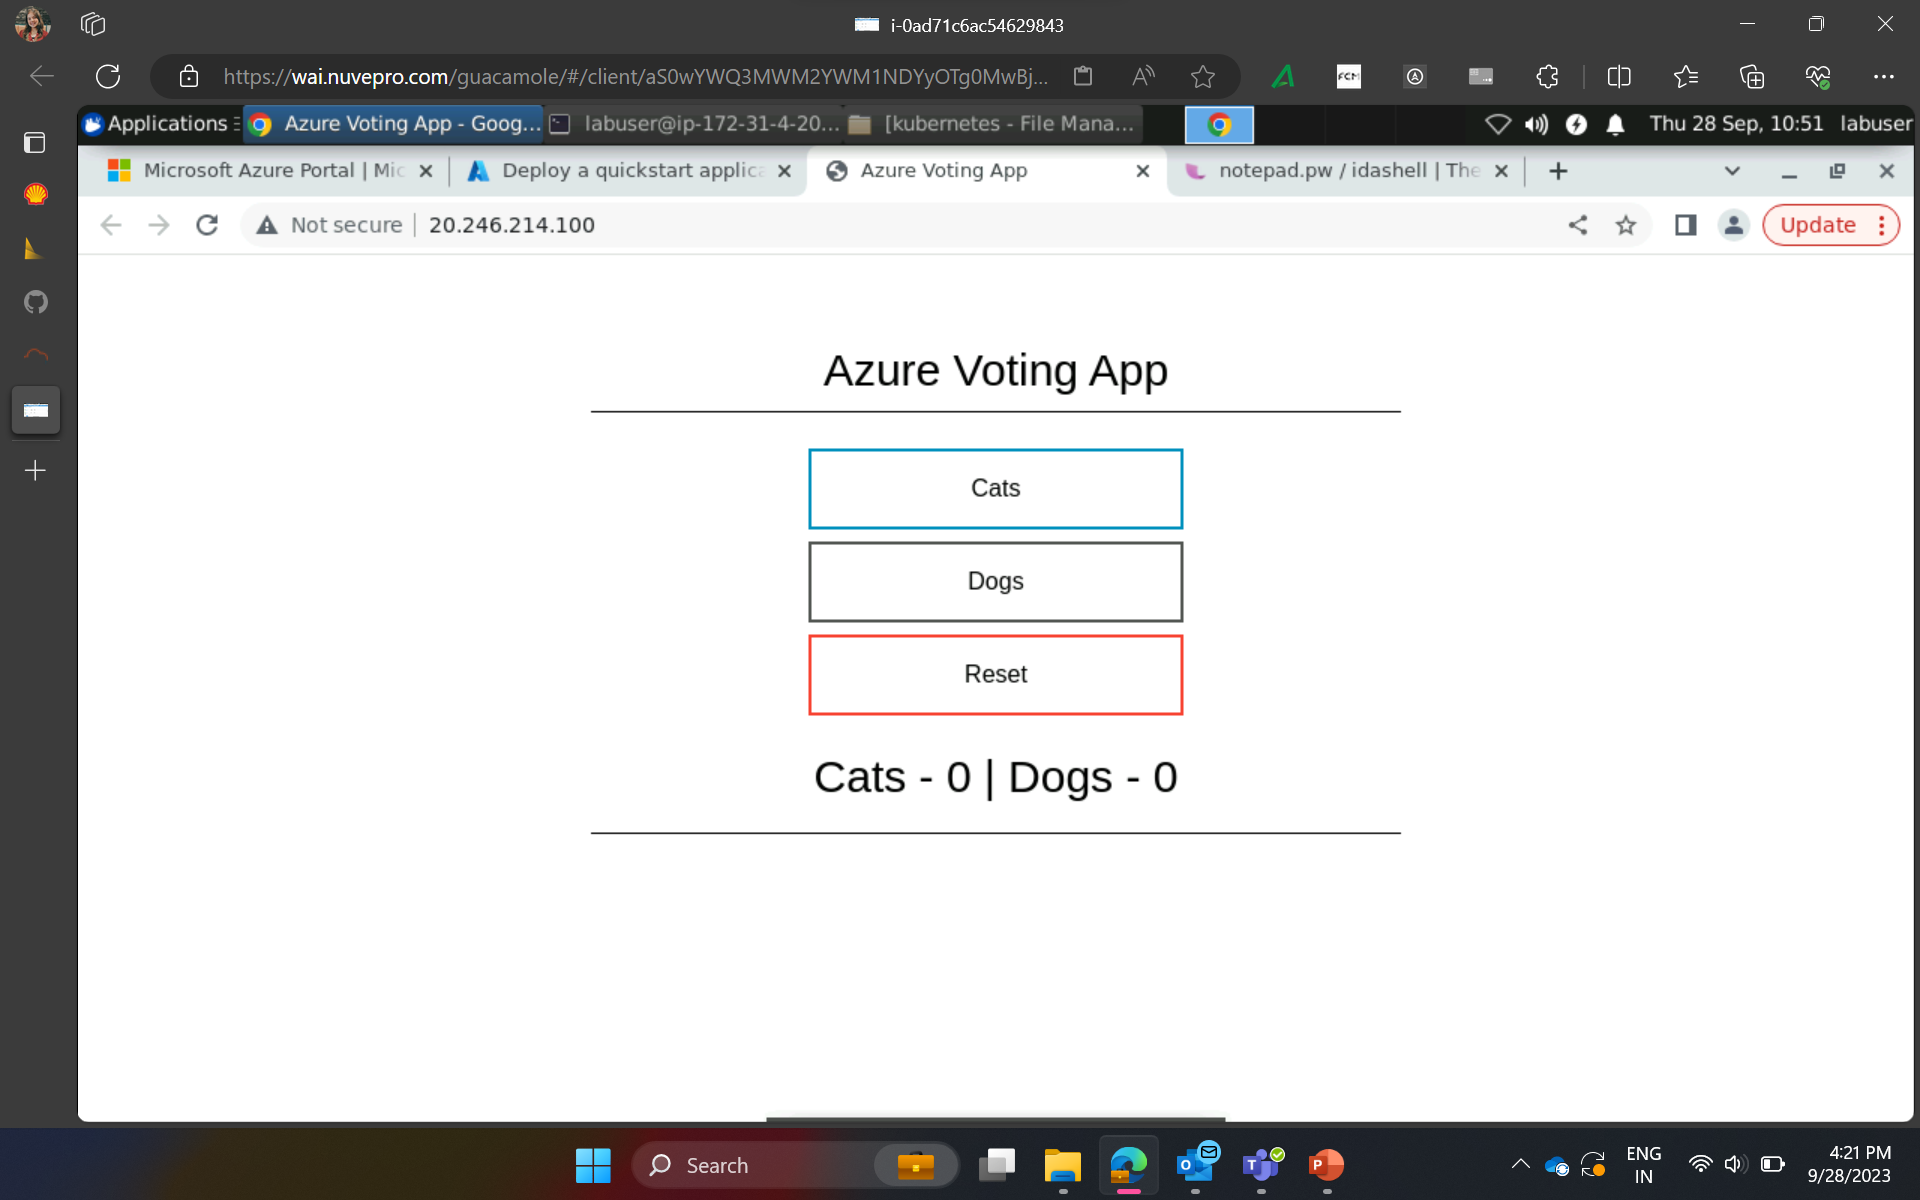 i-0ad71c6ac54629843
https://wai.nuvepro.com/guacamole/#/client/aS0wYWQ3MWM2YWM1NDYyOTg0MwBj...
FCM
Applications
Azure Voting App - Goog...
labuser@ip-172-31-4-20...
[kubernetes - File Mana...
Thu 28 Sep, 10:51
labuser
Microsoft Azure Portal | Mic
Deploy a quickstart applica
Azure Voting App
notepad.pw / idashell | The
Not secure
20.246.214.100
Update
Azure Voting App
Cats
Dogs
Reset
Cats - 0 | Dogs - 0
Search
ENG
IN
4:21 PM
9/28/2023